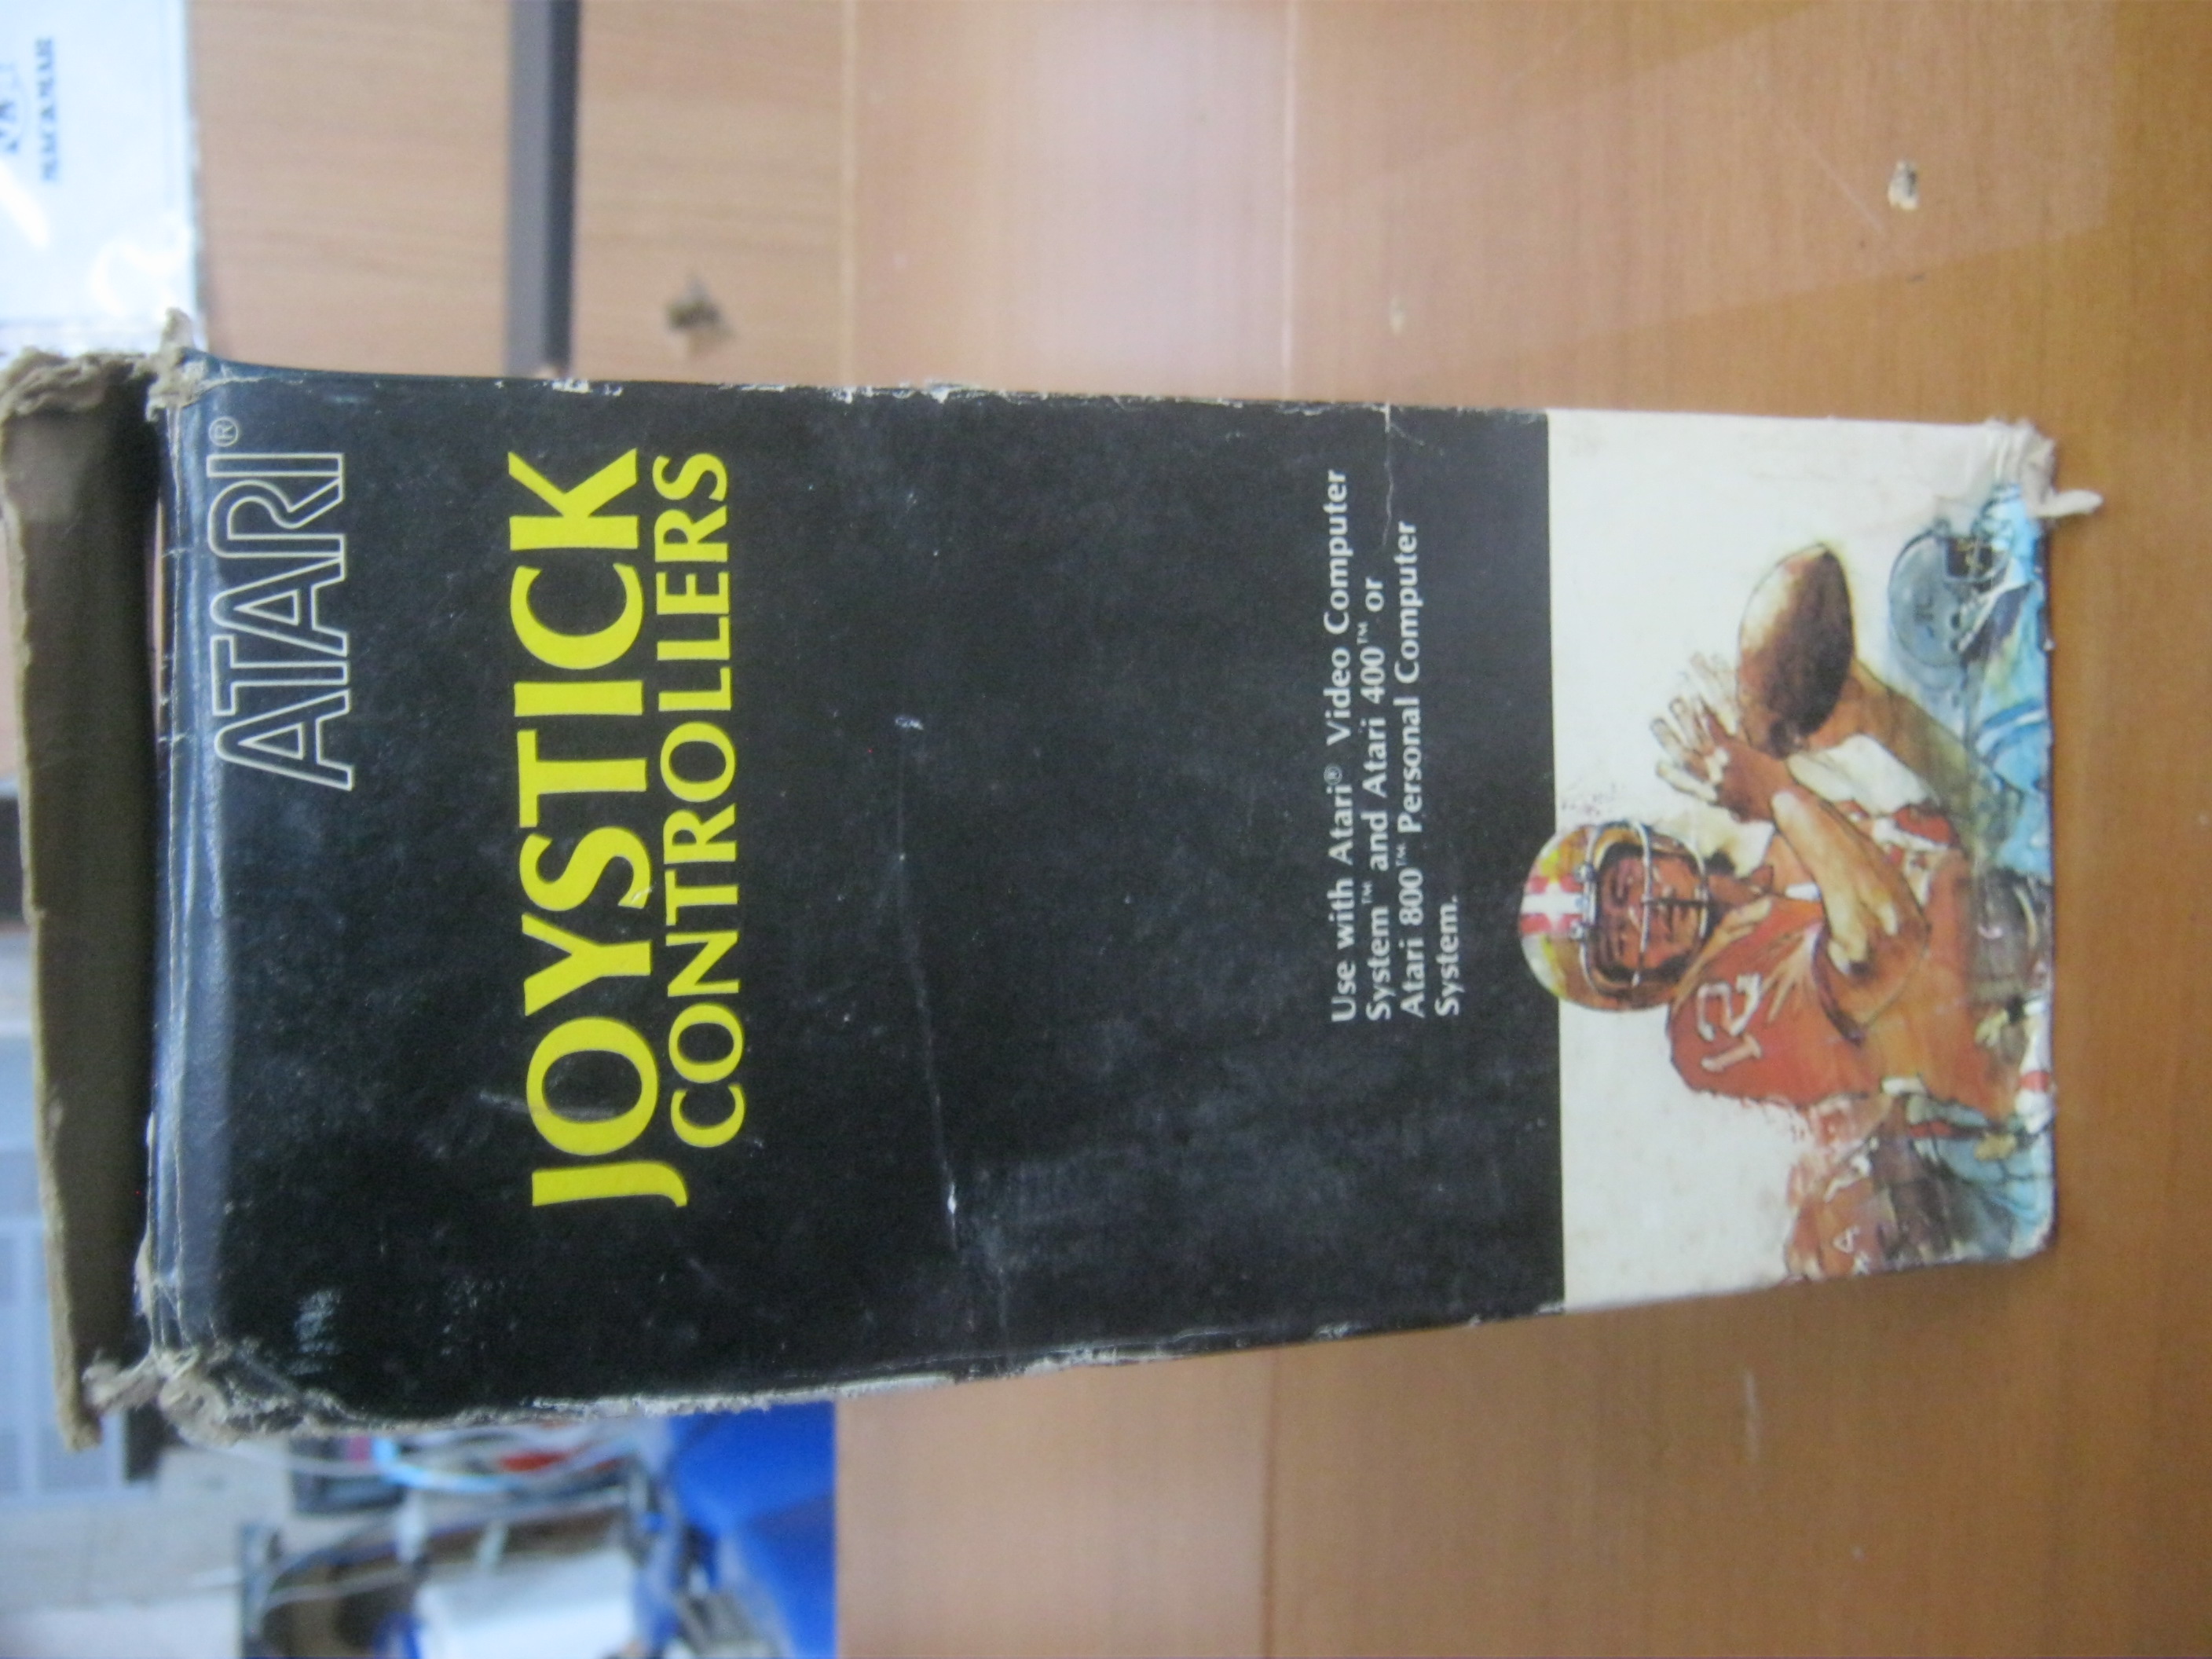 ATARI®
JOYSTICK
CONTROLLERS
Use with Atari® Video Computer
System™ and Atari 400™ or
Atari 800™ Personal Computer
System.
12